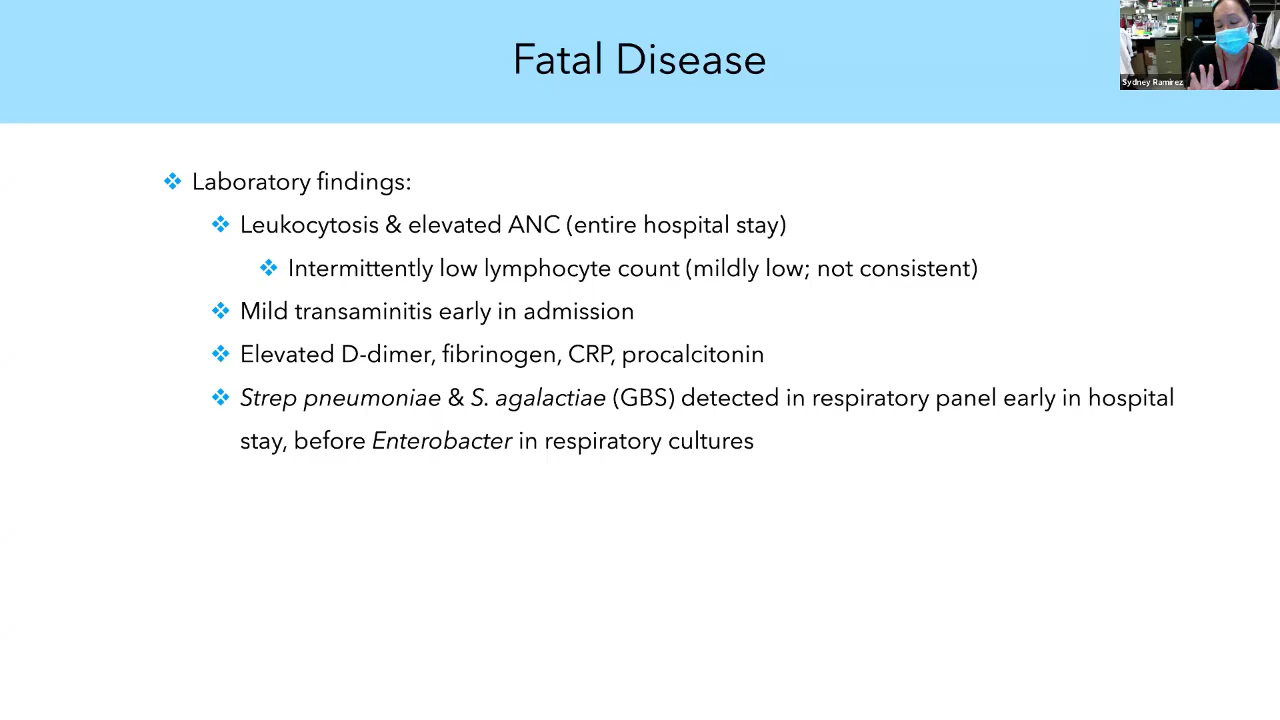 Fatal Disease
Sydney Ramirez
Laboratory findings:
Leukocytosis & elevated ANC (entire hospital stay)
Intermittently low lymphocyte count (mildly low; not consistent)
Mild transaminitis early in admission
Elevated D-dimer, fibrinogen, CRP, procalcitonin
Strep pneumoniae & S. agalactiae (GBS) detected in respiratory panel early in hospital
stay, before Enterobacter in respiratory cultures